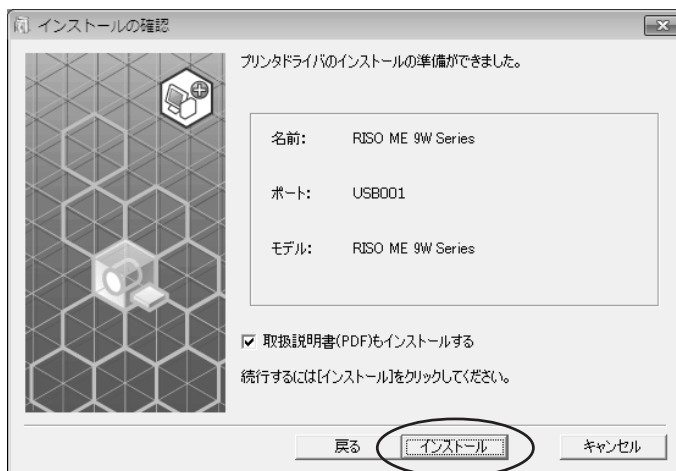 インストールの確認
プリンタドライバのインストールの準備ができました。
名前: RISO ME 9W Series
ポート: USB001
モデル: RISO ME 9W Series
取扱説明書(PDF)もインストールする
続行するには[インストール]をクリックしてください。
戻る インストール キャンセル